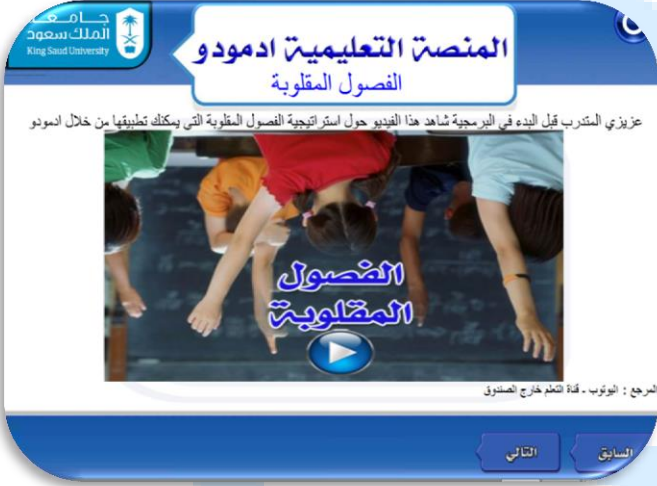 جامعة
الملك سعود
King Saud University
المنصة التعليمية ادمودو
الفصول المقلوبة
عزيزي المتدرب قبل البدء في البرمجية شاهد هذا الفيديو حول استراتيجية الفصول المقلوبة التي يمكنك تطبيقها من خلال ادمودو
الفصول
المقلوبة
المرجع : اليوتوب - قناة التعلم خارج الصندوق
السابق
التالي